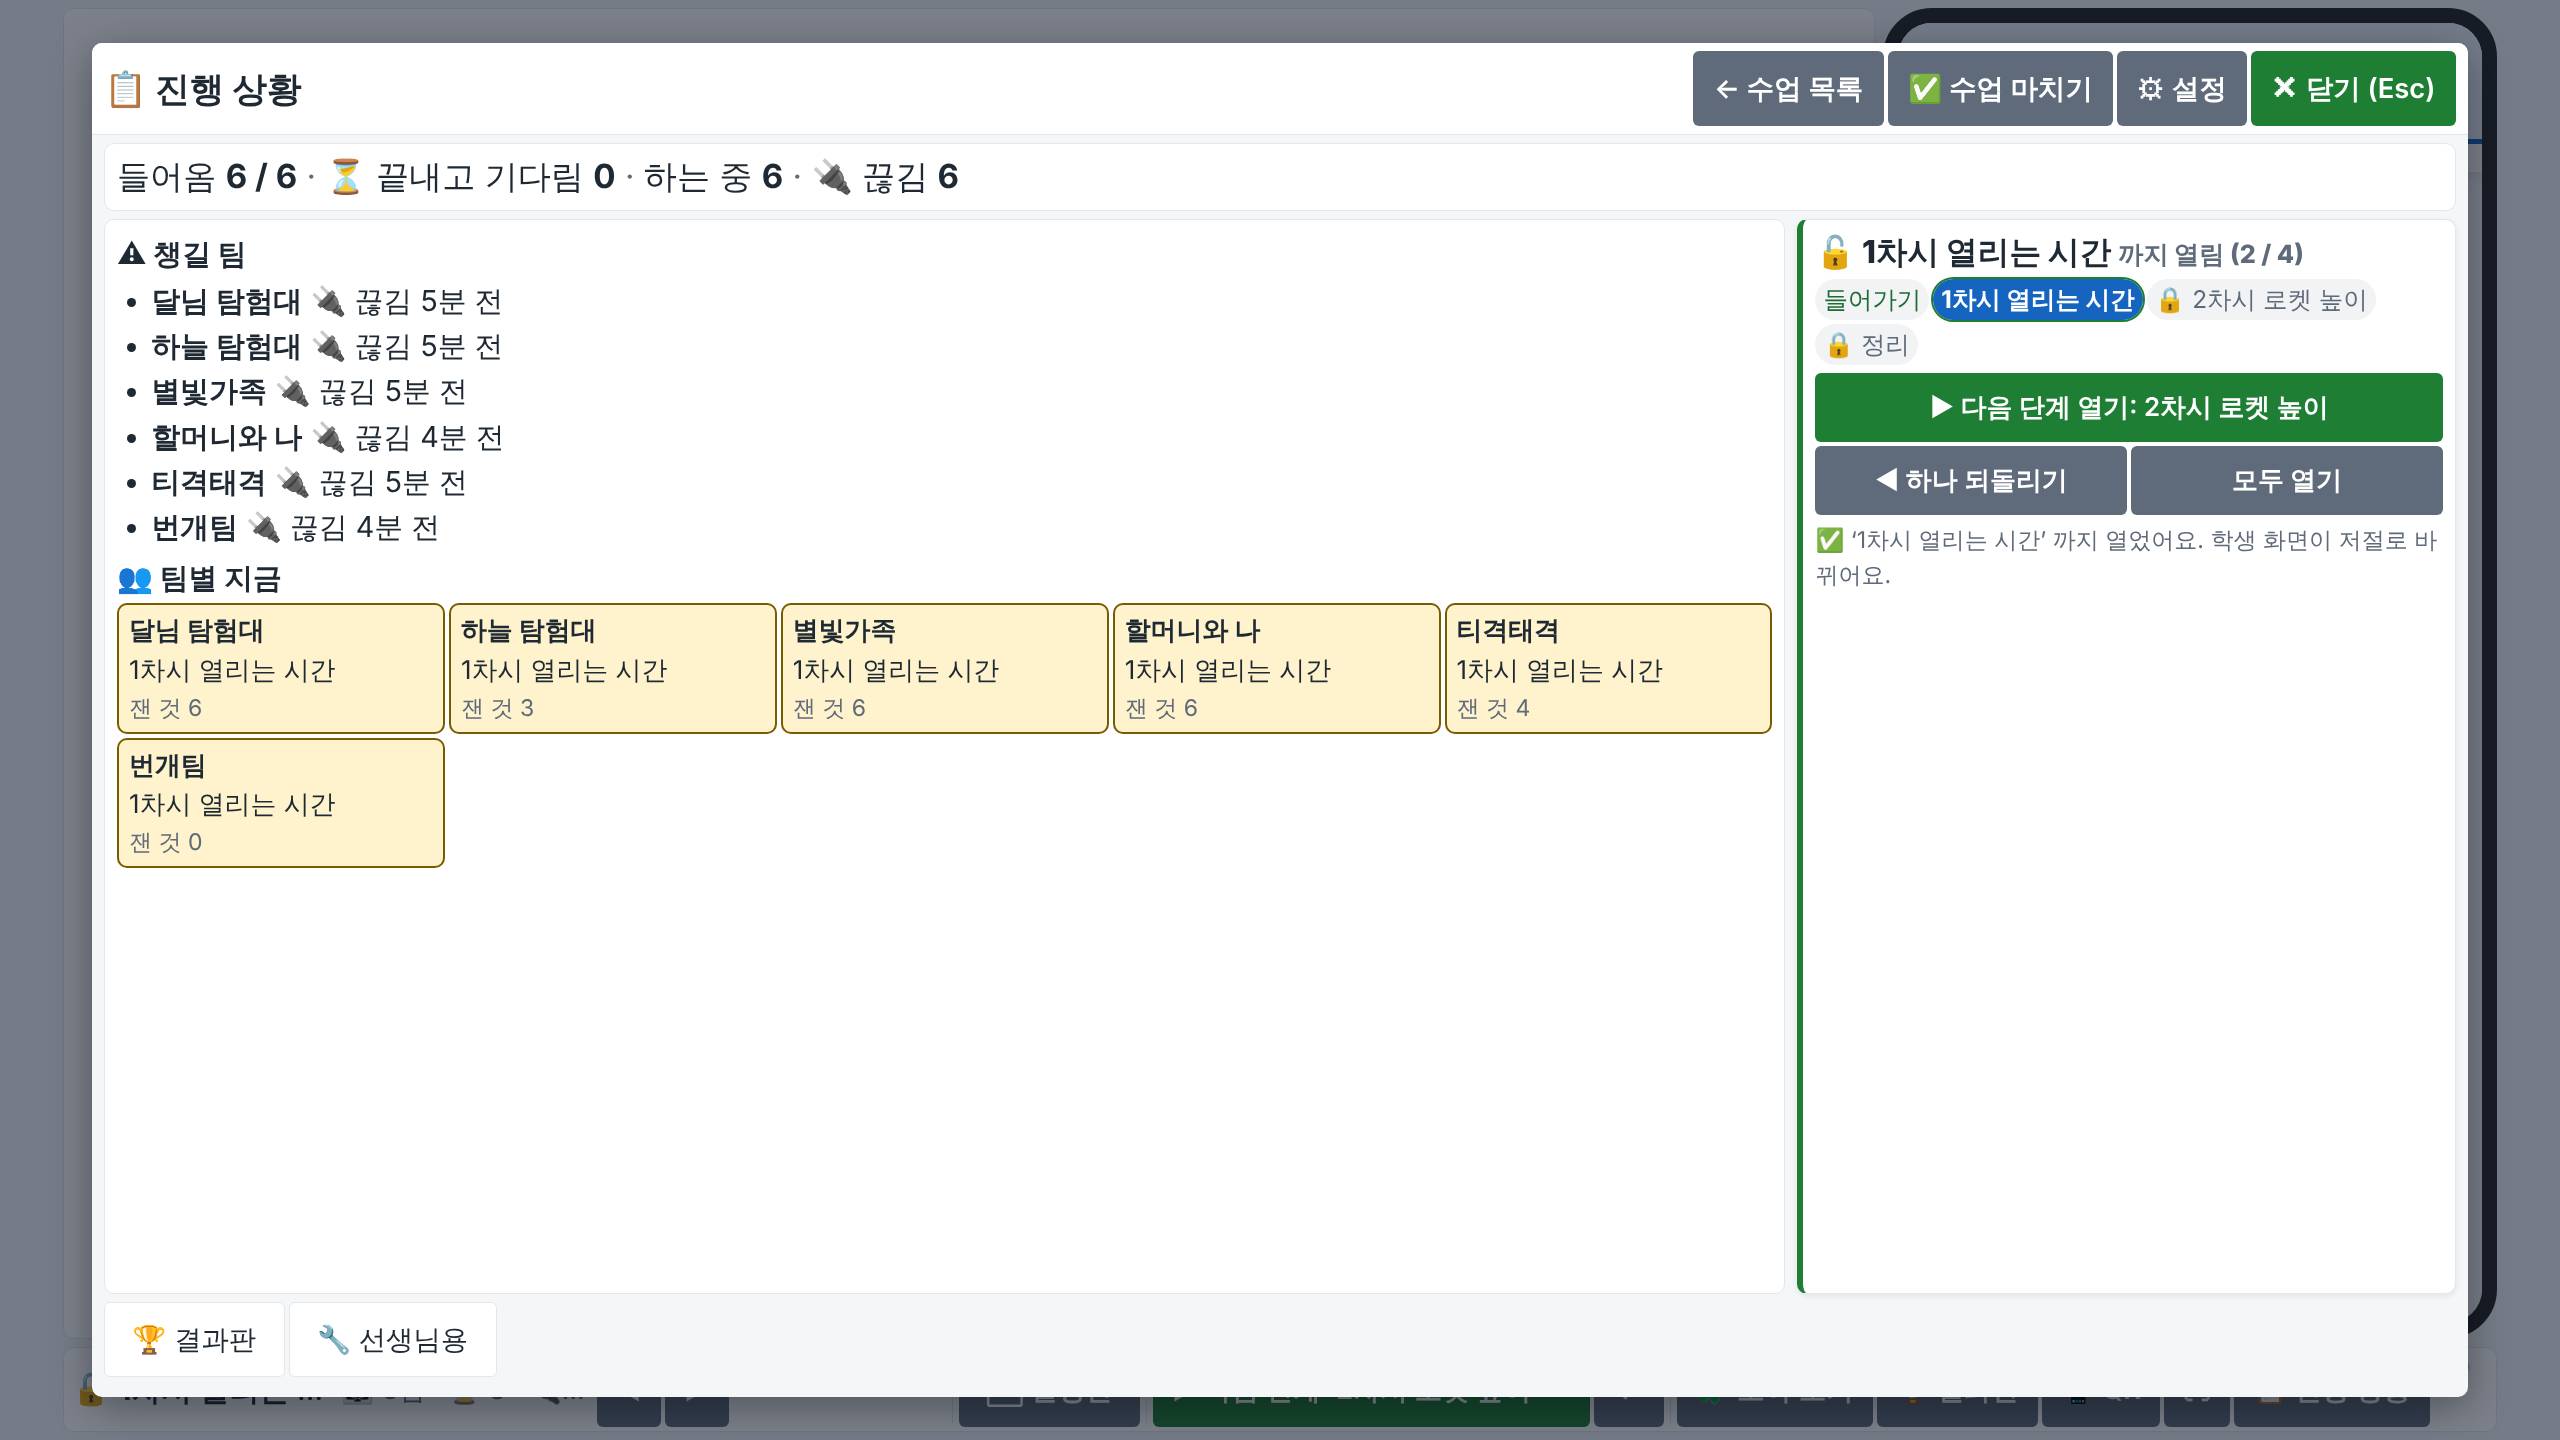 📋 진행 상황
← 수업 목록
✅ 수업 마치기
⚙ 설정
✕ 닫기 (Esc)
들어옴 6 / 6 · ⏳ 끝내고 기다림 0 · 하는 중 6 · 🔌 끊김 6
⚠ 챙길 팀
• 달님 탐험대 🔌 끊김 5분 전
• 하늘 탐험대 🔌 끊김 5분 전
• 별빛가족 🔌 끊김 5분 전
• 할머니와 나 🔌 끊김 4분 전
• 티격태격 🔌 끊김 5분 전
• 번개팀 🔌 끊김 4분 전
👥 팀별 지금
달님 탐험대
1차시 열리는 시간
잰 것 6
하늘 탐험대
1차시 열리는 시간
잰 것 3
별빛가족
1차시 열리는 시간
잰 것 6
할머니와 나
1차시 열리는 시간
잰 것 6
티격태격
1차시 열리는 시간
잰 것 4
번개팀
1차시 열리는 시간
잰 것 0
🔓 1차시 열리는 시간 까지 열림 (2 / 4)
들어가기
1차시 열리는 시간
🔒 2차시 로켓 높이
🔒 정리
▶ 다음 단계 열기: 2차시 로켓 높이
◀ 하나 되돌리기
모두 열기
✅ ‘1차시 열리는 시간’ 까지 열었어요. 학생 화면이 저절로 바
뀌어요.
🏆 결과판
🔧 선생님용